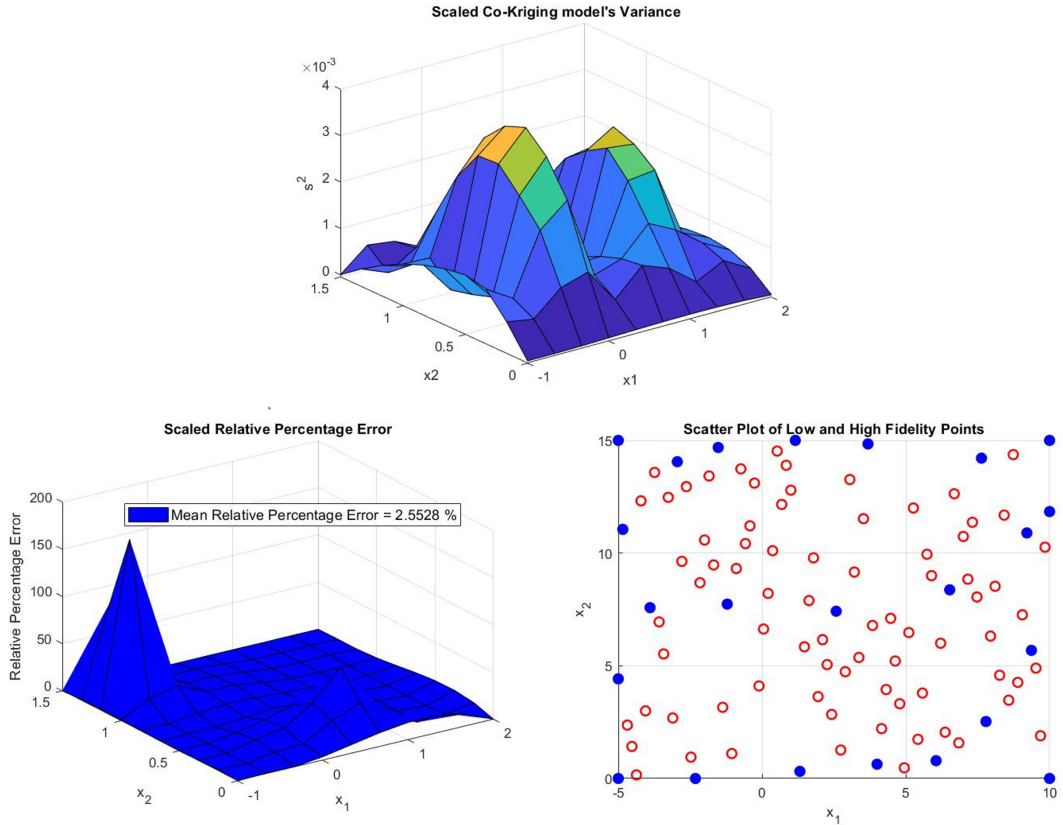 Scaled Co-Kriging model's Variance
×10⁻³
4
3
2
1
0
s²
1.5
1
0.5
0
x2
-1
0
1
2
x1
Scaled Relative Percentage Error
200
150
100
50
0
Relative Percentage Error
Mean Relative Percentage Error = 2.5528 %
1.5
1
0.5
0
x₂
-1
0
1
2
x₁
Scatter Plot of Low and High Fidelity Points
15
10
5
0
x₂
-5
0
5
10
x₁